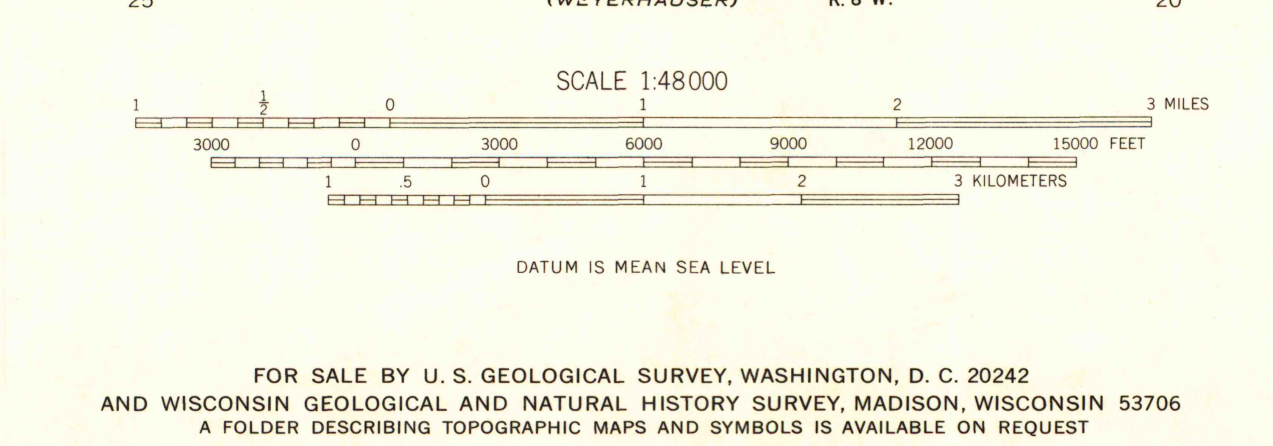 25 (WEYERHAUSER) R. 8 W. 20
SCALE 1:48000
1 1/2 0 1 2 3 MILES
3000 0 3000 6000 9000 12000 15000 FEET
1 .5 0 1 2 3 KILOMETERS
DATUM IS MEAN SEA LEVEL
FOR SALE BY U. S. GEOLOGICAL SURVEY, WASHINGTON, D. C. 20242
AND WISCONSIN GEOLOGICAL AND NATURAL HISTORY SURVEY, MADISON, WISCONSIN 53706
A FOLDER DESCRIBING TOPOGRAPHIC MAPS AND SYMBOLS IS AVAILABLE ON REQUEST